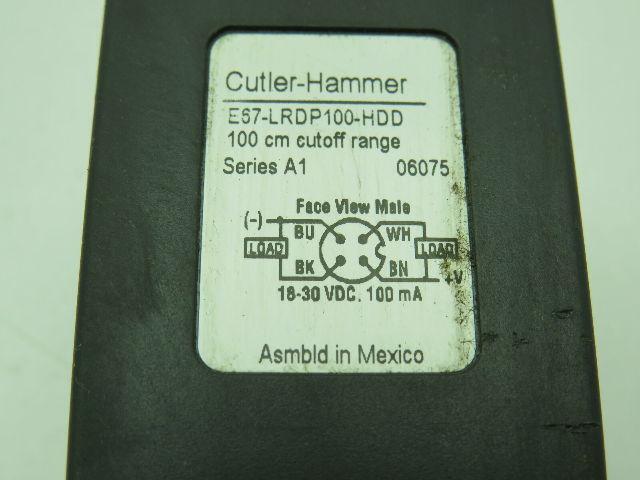 Cutler-Hammer
E67-LRDP100-HDD
100 cm cutoff range
Series A1 06075
Face View Male
(-) BU WH
LOAD LOAD
BK BN +V
18-30 VDC. 100 mA
Asmbld in Mexico